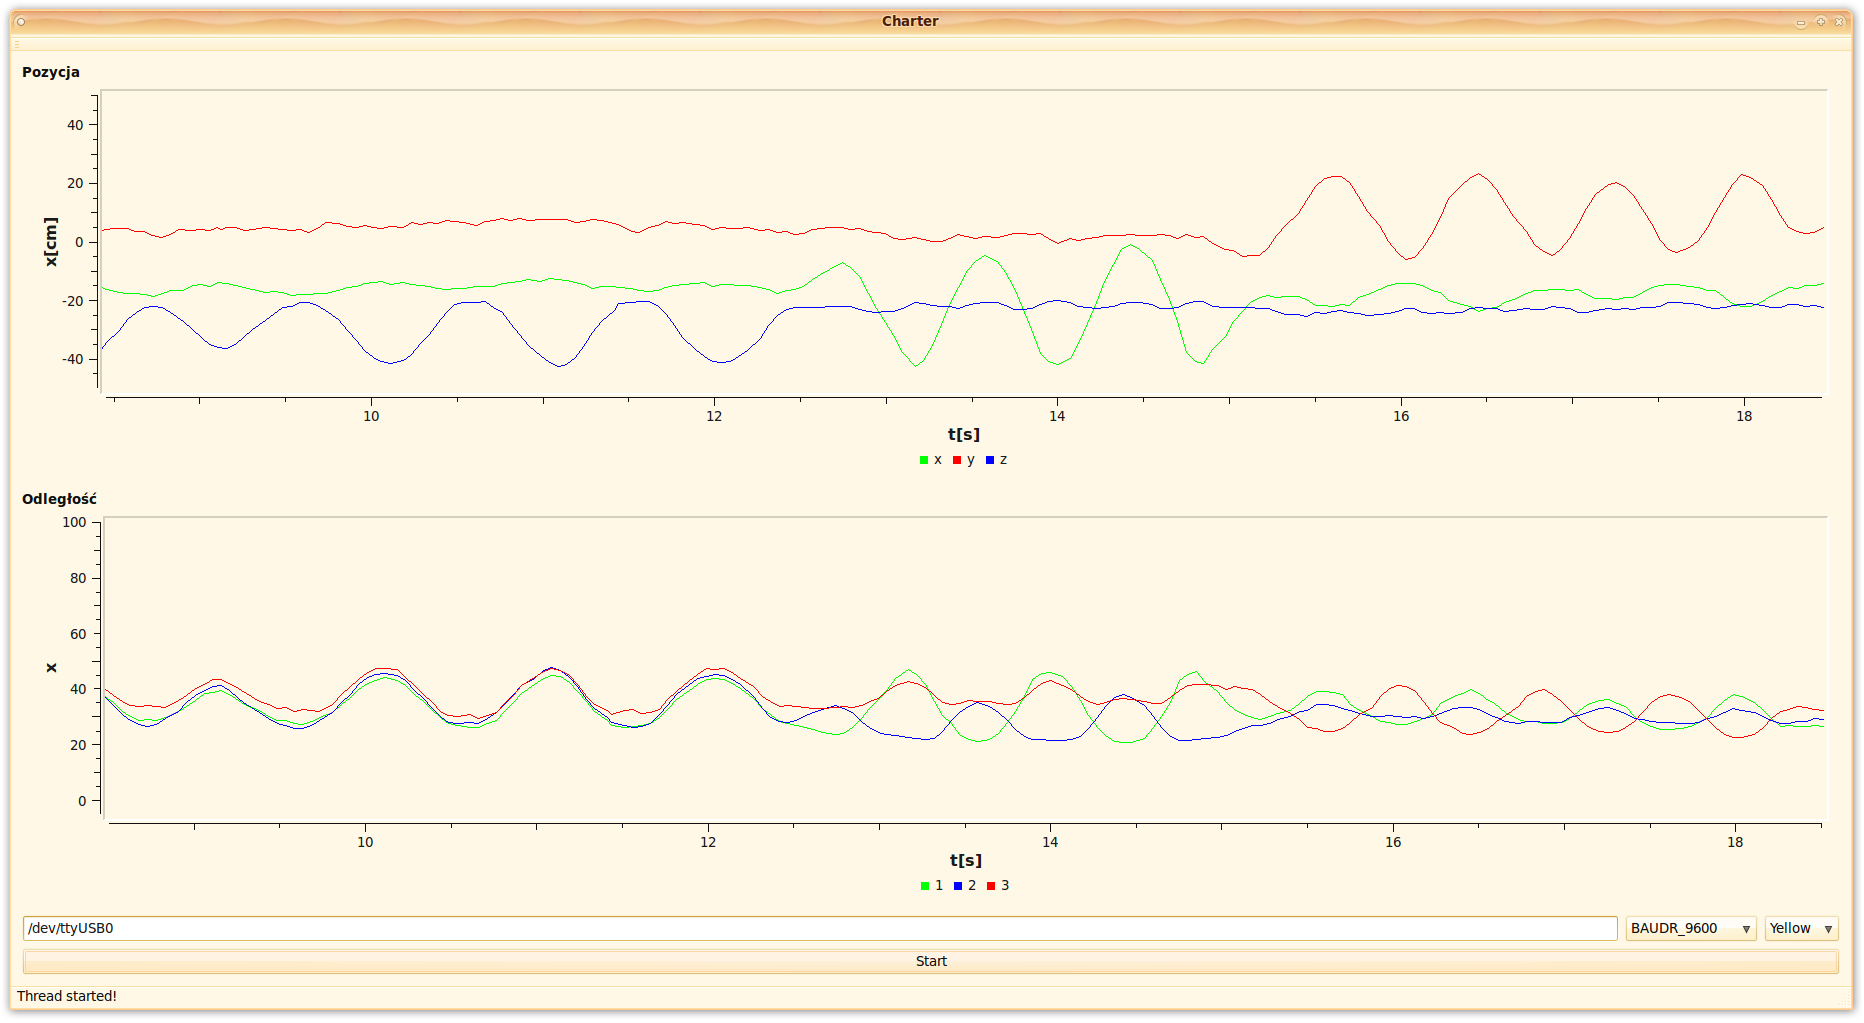 Charter
Pozycja
40
20
0
-20
-40
x[cm]
10 12 14 16 18
t[s]
x y z
Odległość
100
80
60
40
20
0
x
10 12 14 16 18
t[s]
1 2 3
/dev/ttyUSB0 BAUDR_9600 Yellow
Start
Thread started!